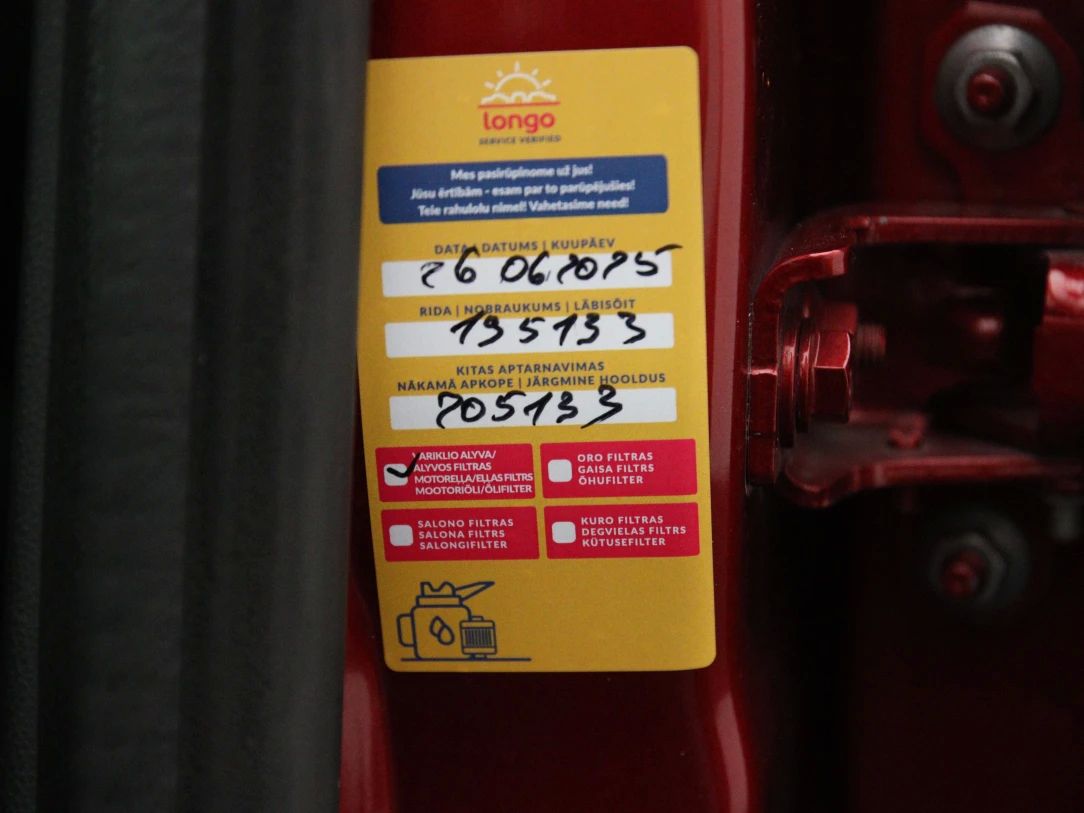 longo
SERVICE VERIFIED
Mes pasirūpinome už jus!
Jūsu ērtībām - esam par to parūpējušies!
Teie rahulolu nimel! Vahetasime need!
DATA | DATUMS | KUUPÄEV
26 06 2025
RIDA | NOBRAUKUMS | LÄBISÕIT
195133
KITAS APTARNAVIMAS
NĀKAMĀ APKOPE | JÄRGMINE HOOLDUS
205133
VARIKLIO ALYVA/
ALYVOS FILTRAS
MOTOREĻĻA/EĻĻAS FILTRS
MOOTORIÕLI/ÕLIFILTER
ORO FILTRAS
GAISA FILTRS
ÕHUFILTER
SALONO FILTRAS
SALONA FILTRS
SALONGIFILTER
KURO FILTRAS
DEGVIELAS FILTRS
KÜTUSEFILTER